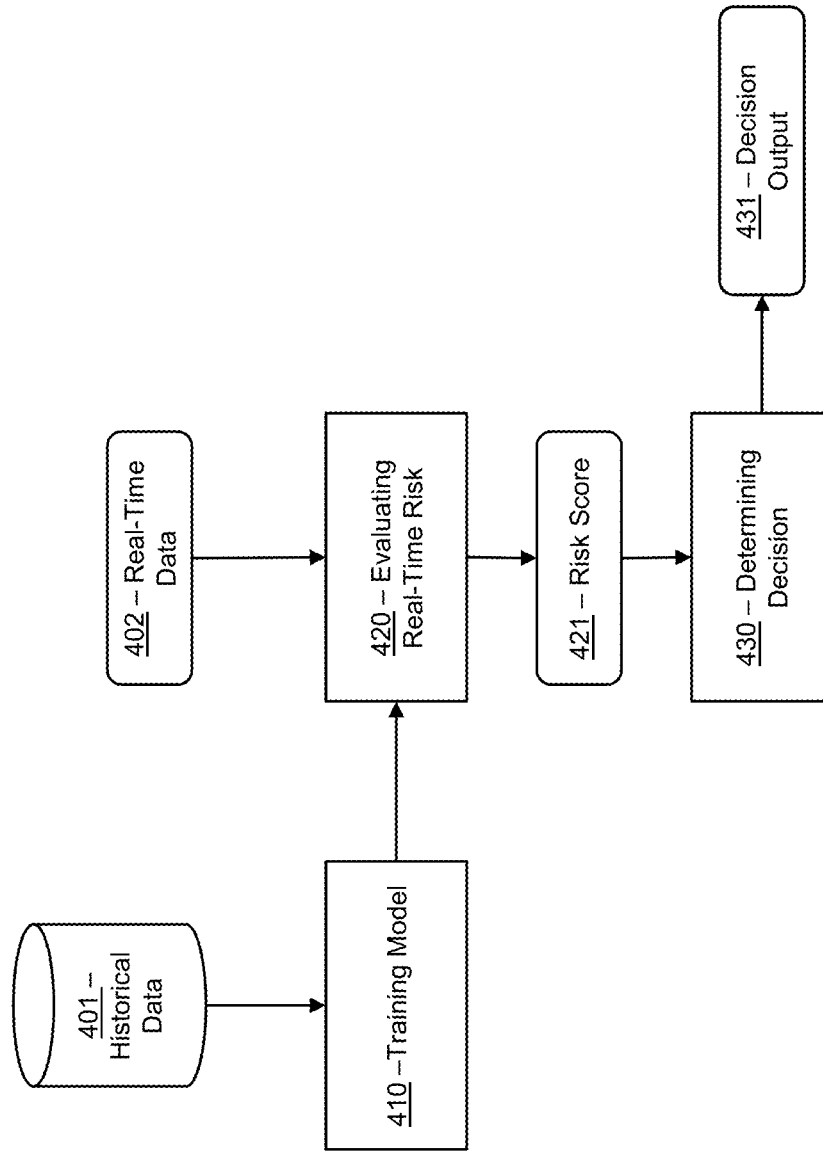 401 –
Historical
Data
410 –Training Model
402 – Real-Time
Data
420 – Evaluating
Real-Time Risk
421 – Risk Score
430 – Determining
Decision
431 – Decision
Output